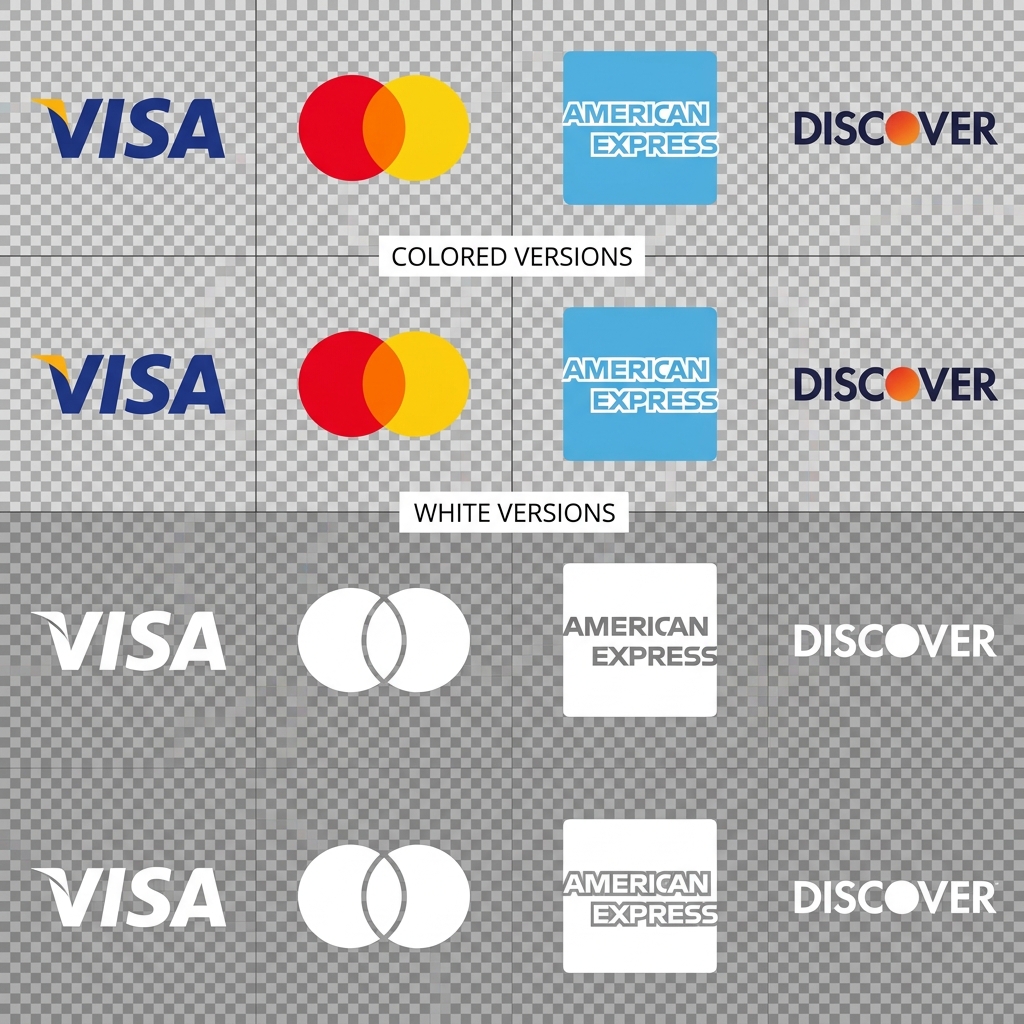 VISA
AMERICAN
EXPRESS
DISCOVER
COLORED VERSIONS
VISA
AMERICAN
EXPRESS
DISCOVER
WHITE VERSIONS
VISA
AMERICAN
EXPRESS
DISCOVER
VISA
AMERICAN
EXPRESS
DISCOVER